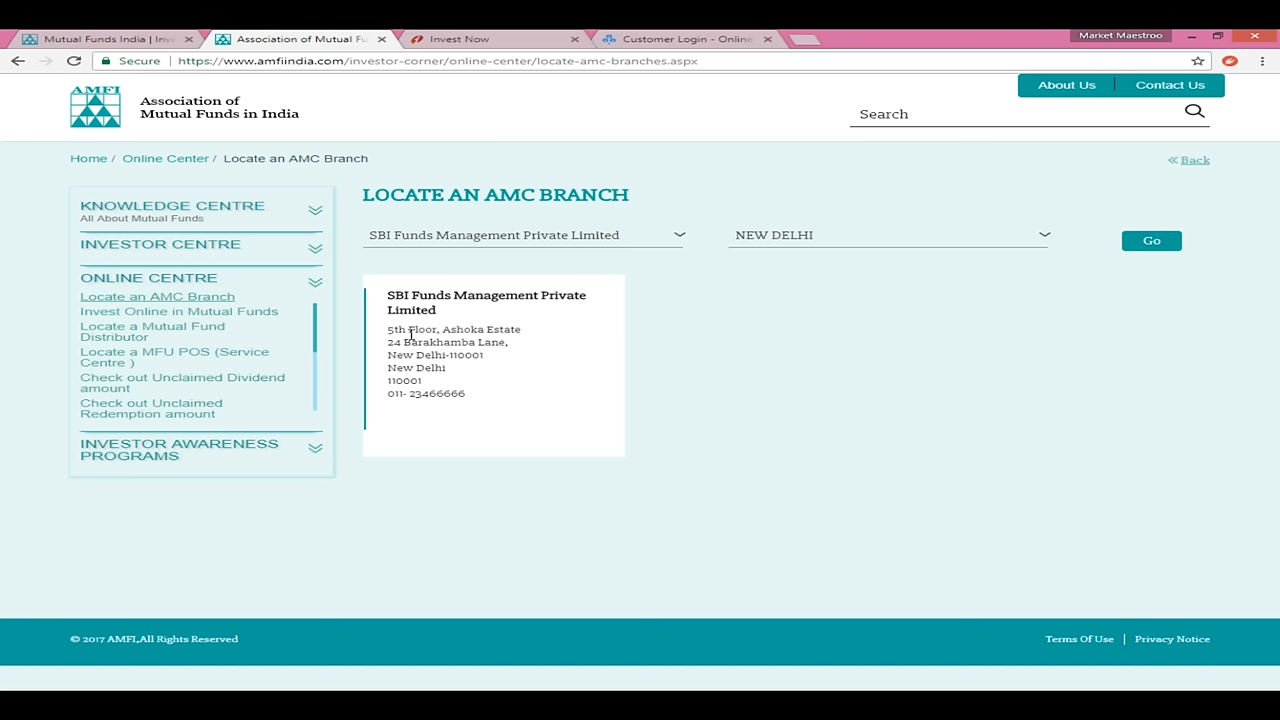 Mutual Funds India | Inv
Association of Mutual Fu
Invest Now
Customer Login - Online
Market Maestroo
Secure
https://www.amfiindia.com/investor-corner/online-center/locate-amc-branches.aspx
AMFI
Association of
Mutual Funds in India
About Us
Contact Us
Search
Home / Online Center / Locate an AMC Branch
Back
KNOWLEDGE CENTRE
All About Mutual Funds
INVESTOR CENTRE
ONLINE CENTRE
Locate an AMC Branch
Invest Online in Mutual Funds
Locate a Mutual Fund
Distributor
Locate a MFU POS (Service
Centre )
Check out Unclaimed Dividend
amount
Check out Unclaimed
Redemption amount
INVESTOR AWARENESS
PROGRAMS
LOCATE AN AMC BRANCH
SBI Funds Management Private Limited
NEW DELHI
Go
SBI Funds Management Private
Limited
5th Floor, Ashoka Estate
24 Barakhamba Lane,
New Delhi-110001
New Delhi
110001
011- 23466666
© 2017 AMFI,All Rights Reserved
Terms Of Use | Privacy Notice